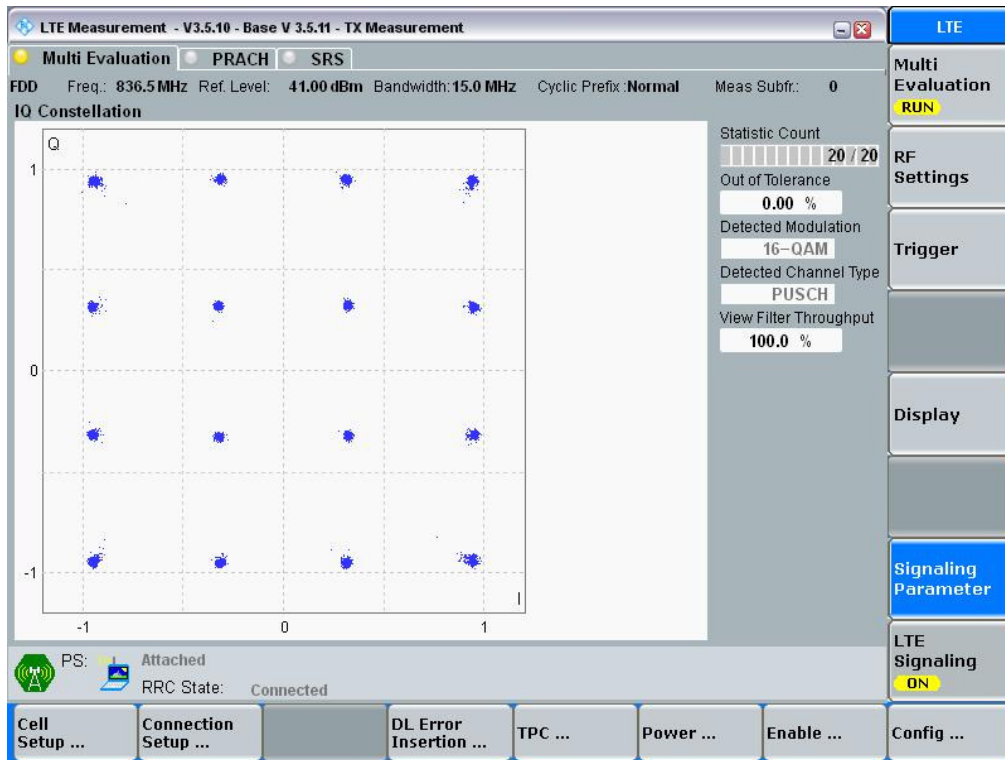 LTE Measurement - V3.5.10 - Base V 3.5.11 - TX Measurement
LTE
Multi Evaluation PRACH SRS
FDD Freq.: 836.5 MHz Ref. Level: 41.00 dBm Bandwidth: 15.0 MHz Cyclic Prefix : Normal Meas Subfr.: 0
IQ Constellation
Q
1
0
-1
I
-1 0 1
Statistic Count
20 / 20
Out of Tolerance
0.00 %
Detected Modulation
16-QAM
Detected Channel Type
PUSCH
View Filter Throughput
100.0 %
Multi
Evaluation
RUN
RF
Settings
Trigger
Display
Signaling
Parameter
LTE
Signaling
ON
PS: Attached
RRC State: Connected
Cell
Setup ...
Connection
Setup ...
DL Error
Insertion ...
TPC ...
Power ...
Enable ...
Config ...